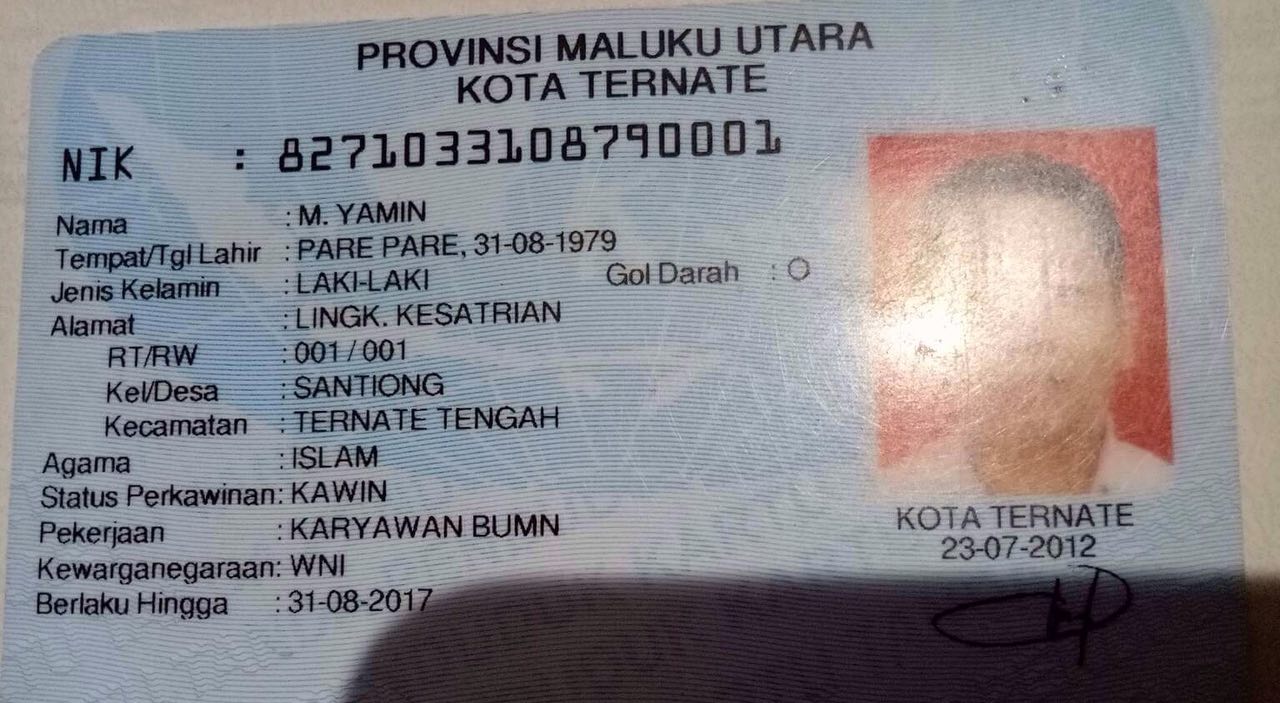 PROVINSI MALUKU UTARA
KOTA TERNATE
NIK : 8271033108790001
Nama : M. YAMIN
Tempat/Tgl Lahir : PARE PARE, 31-08-1979
Jenis Kelamin : LAKI-LAKI Gol Darah : O
Alamat : LINGK. KESATRIAN
RT/RW : 001 / 001
Kel/Desa : SANTIONG
Kecamatan : TERNATE TENGAH
Agama : ISLAM
Status Perkawinan: KAWIN
Pekerjaan : KARYAWAN BUMN
Kewarganegaraan: WNI
Berlaku Hingga : 31-08-2017
KOTA TERNATE
23-07-2012